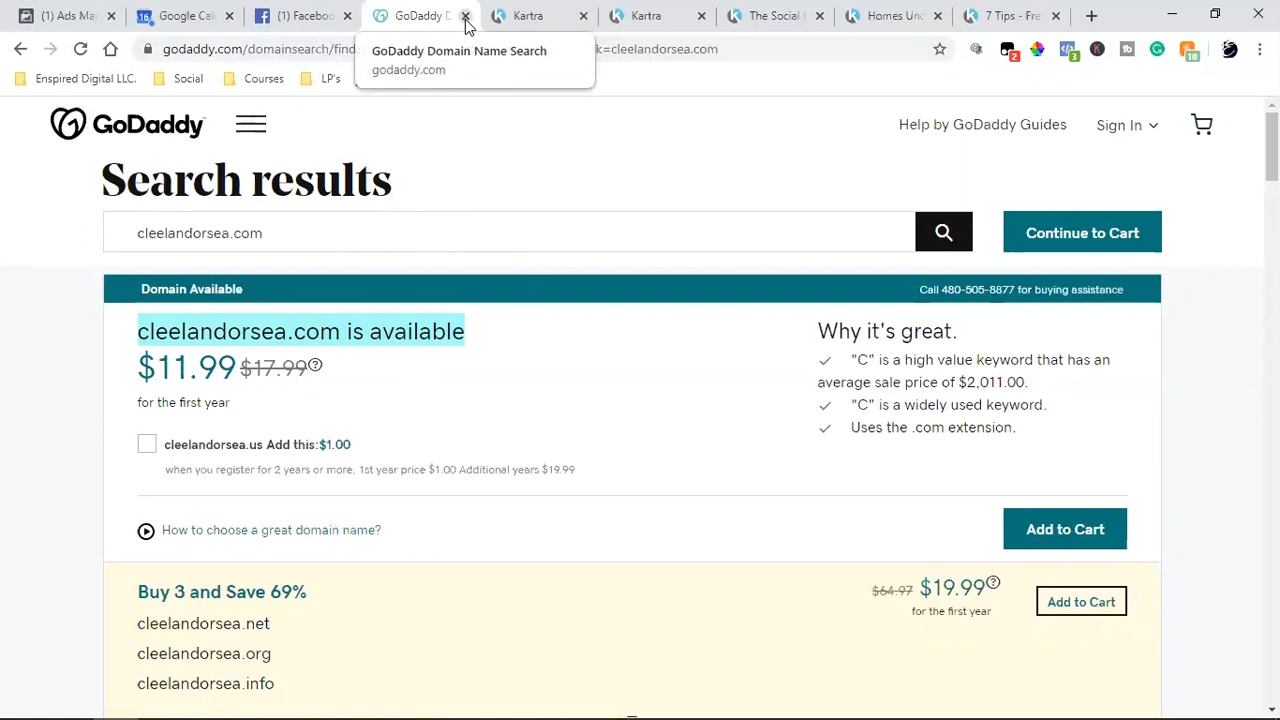 (1) Ads Ma
Google Cal
(1) Facebo
GoDaddy D
Kartra
Kartra
The Social
Homes Un
7 Tips - Fre
godaddy.com/domainsearch/find
k=cleelandorsea.com
GoDaddy Domain Name Search
godaddy.com
Enspired Digital LLC.
Social
Courses
LP's
2
3
10
GoDaddy
Help by GoDaddy Guides
Sign In
Search results
cleelandorsea.com
Continue to Cart
Domain Available
Call 480-505-8877 for buying assistance
cleelandorsea.com is available
$11.99 $17.99
for the first year
cleelandorsea.us Add this:$1.00
when you register for 2 years or more. 1st year price $1.00 Additional years $19.99
Why it's great.
"C" is a high value keyword that has an
average sale price of $2,011.00.
"C" is a widely used keyword.
Uses the .com extension.
How to choose a great domain name?
Add to Cart
Buy 3 and Save 69%
$64.97 $19.99
for the first year
Add to Cart
cleelandorsea.net
cleelandorsea.org
cleelandorsea.info